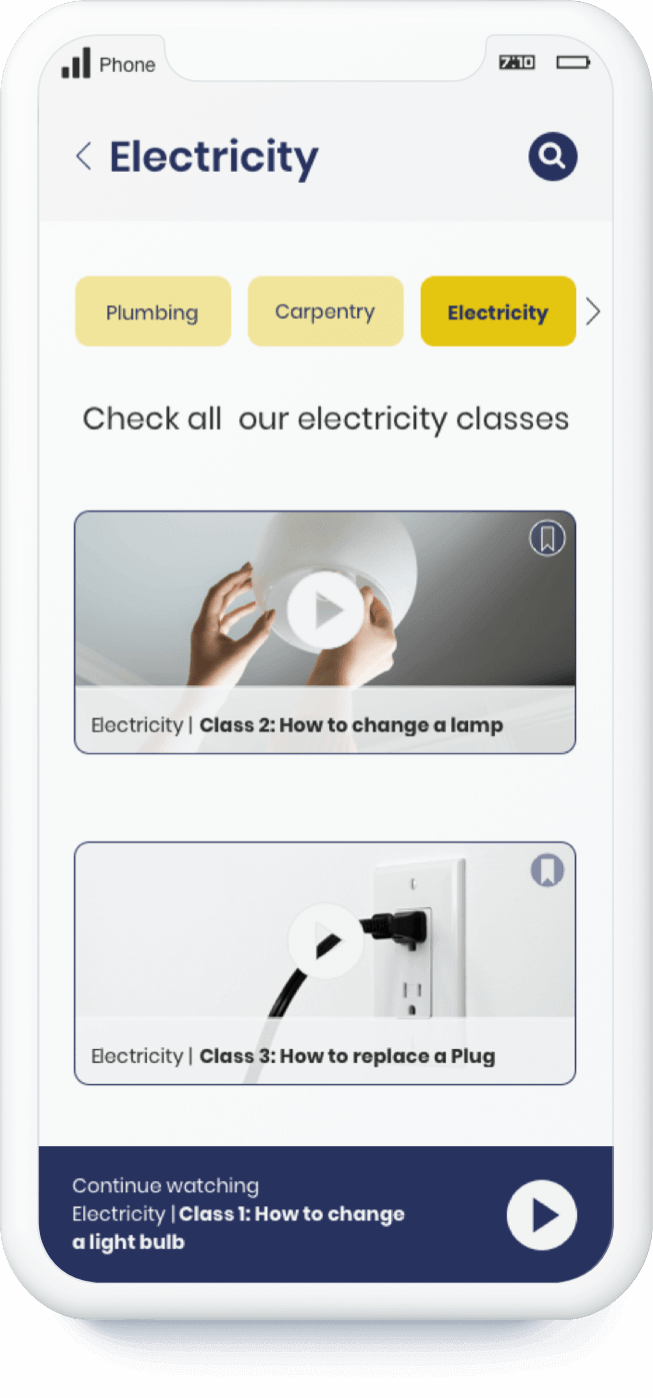 Phone 7:10
Electricity
Plumbing Carpentry Electricity
Check all our electricity classes
Electricity | Class 2: How to change a lamp
Electricity | Class 3: How to replace a Plug
Continue watching
Electricity | Class 1: How to change
a light bulb